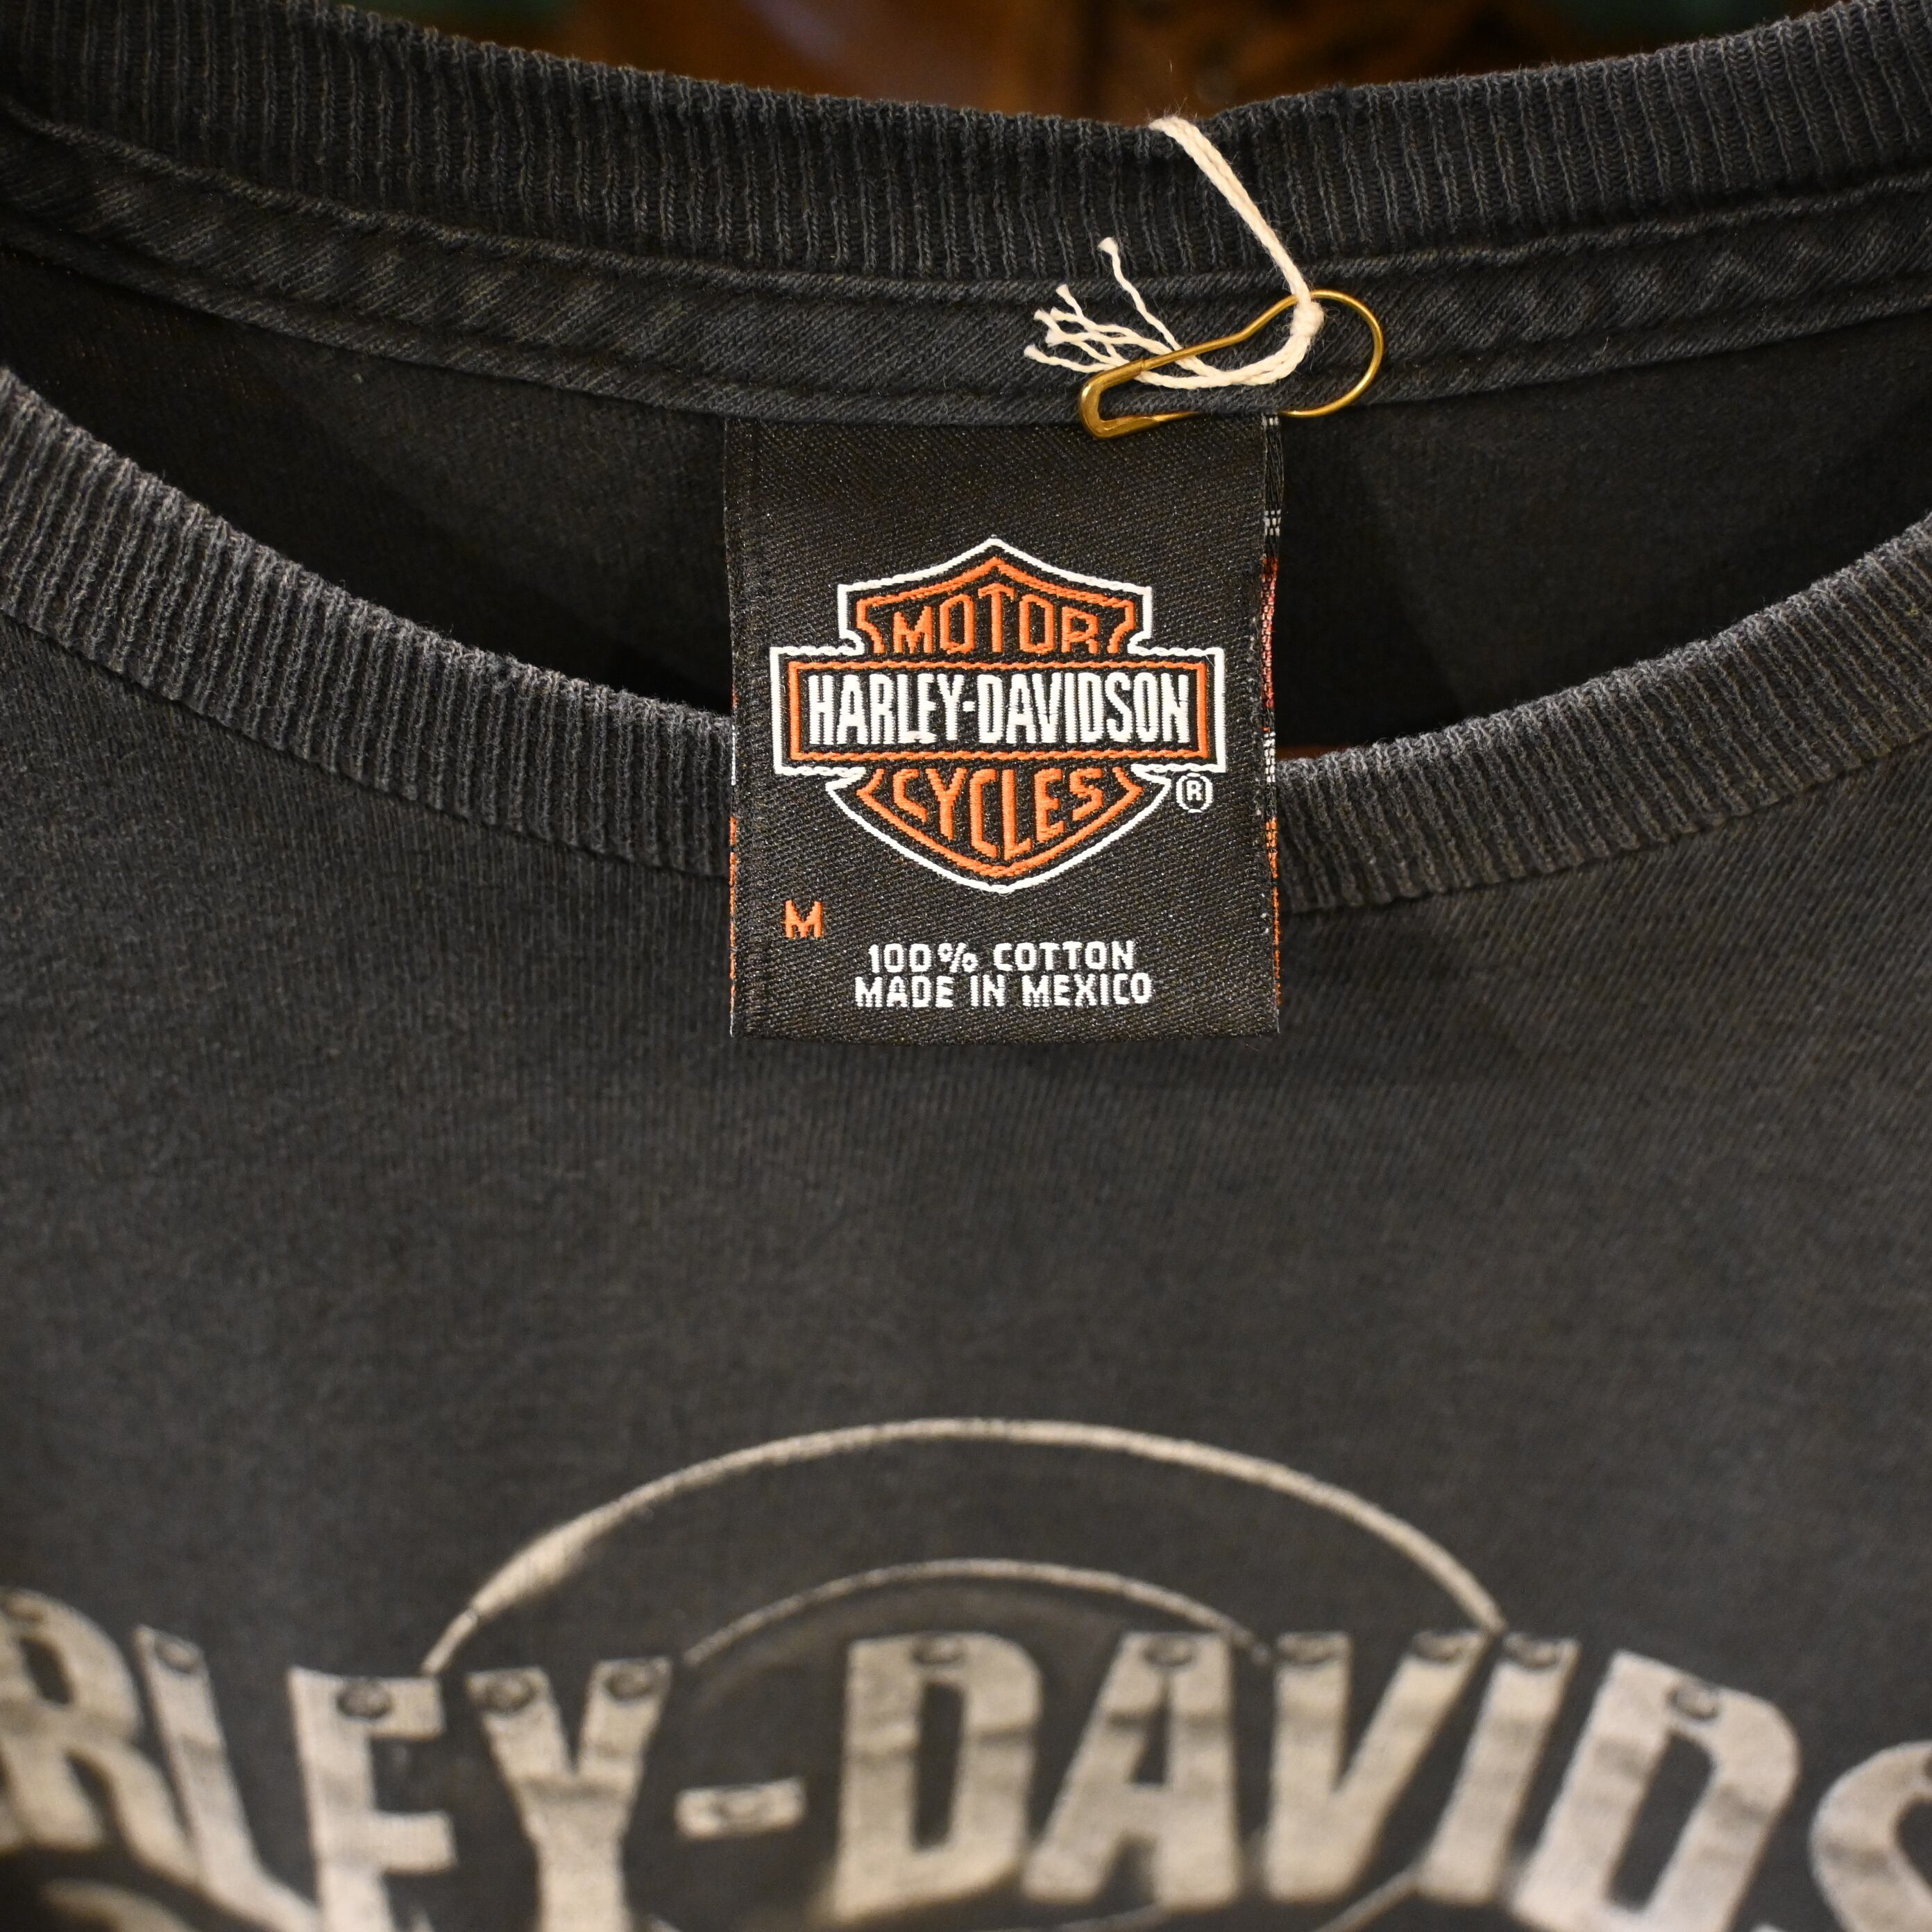 MOTOR
HARLEY-DAVIDSON
CYCLES ®
M
100% COTTON
MADE IN MEXICO
RLEY-DAVIDS